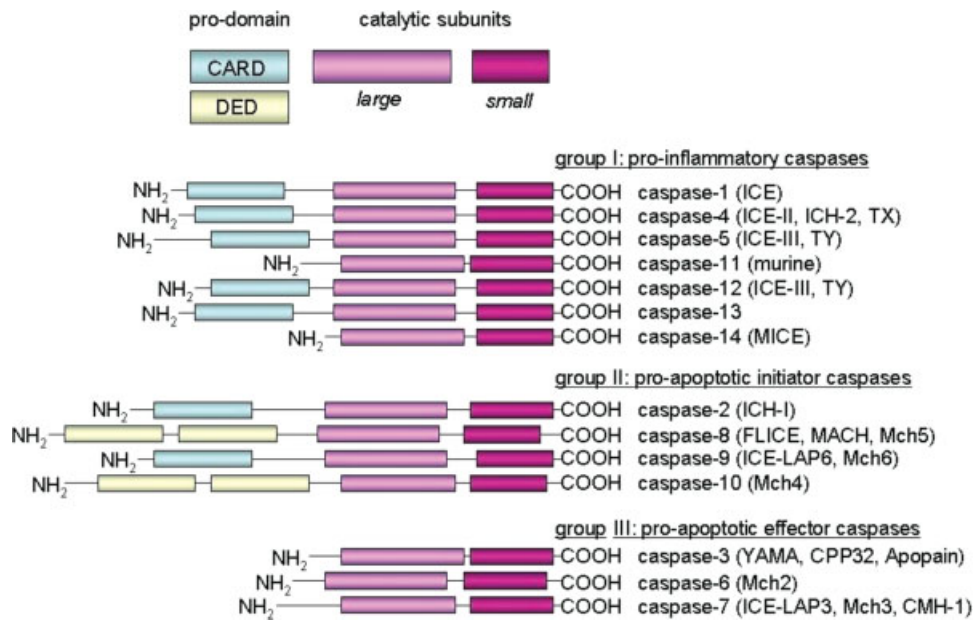 pro-domain catalytic subunits
CARD
DED
large small
group I: pro-inflammatory caspases
NH2 COOH caspase-1 (ICE)
NH2 COOH caspase-4 (ICE-II, ICH-2, TX)
NH2 COOH caspase-5 (ICE-III, TY)
NH2 COOH caspase-11 (murine)
NH2 COOH caspase-12 (ICE-III, TY)
NH2 COOH caspase-13
NH2 COOH caspase-14 (MICE)
group II: pro-apoptotic initiator caspases
NH2 COOH caspase-2 (ICH-I)
NH2 COOH caspase-8 (FLICE, MACH, Mch5)
NH2 COOH caspase-9 (ICE-LAP6, Mch6)
NH2 COOH caspase-10 (Mch4)
group III: pro-apoptotic effector caspases
NH2 COOH caspase-3 (YAMA, CPP32, Apopain)
NH2 COOH caspase-6 (Mch2)
NH2 COOH caspase-7 (ICE-LAP3, Mch3, CMH-1)